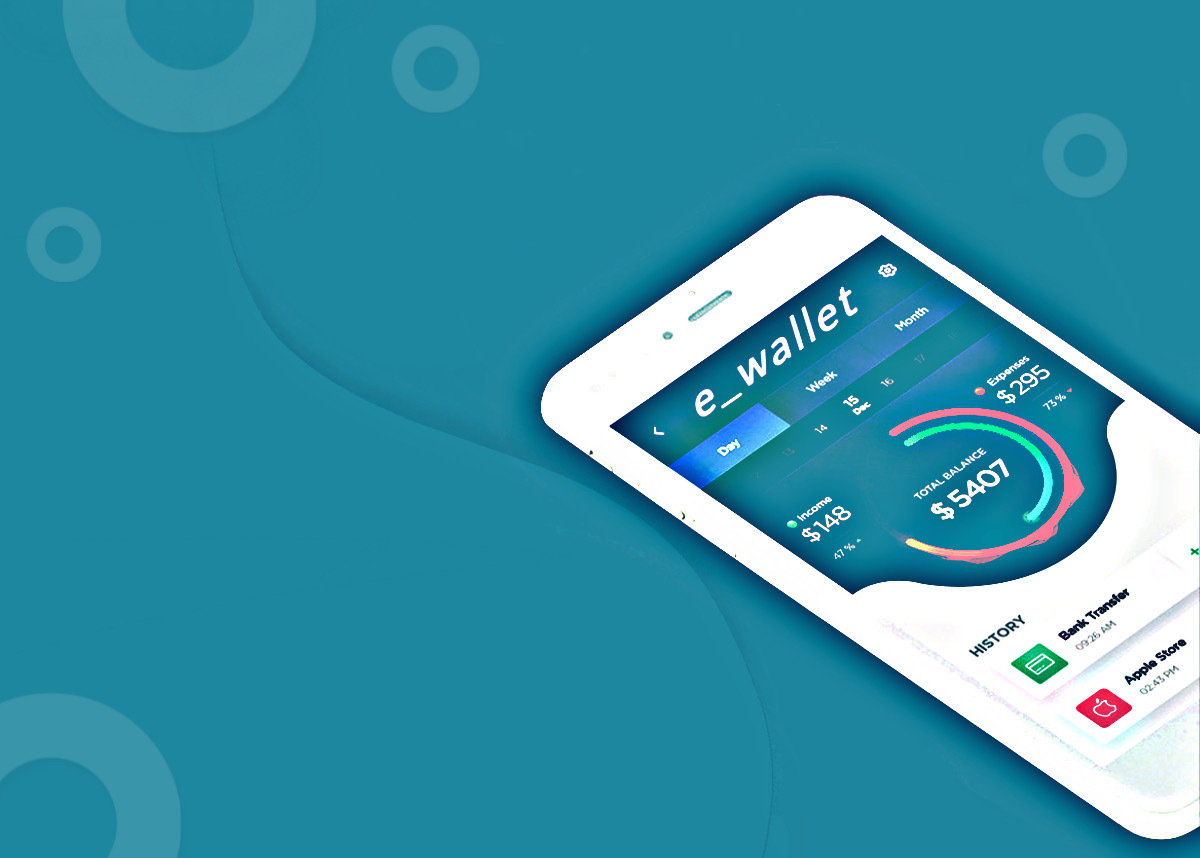 e_wallet
Day
Week
Month
14
15
Dec
16
17
Expenses
$295
73 %
Income
$148
47 %
TOTAL BALANCE
$5407
HISTORY
Bank Transfer
09:26 AM
Apple Store
02:43 PM